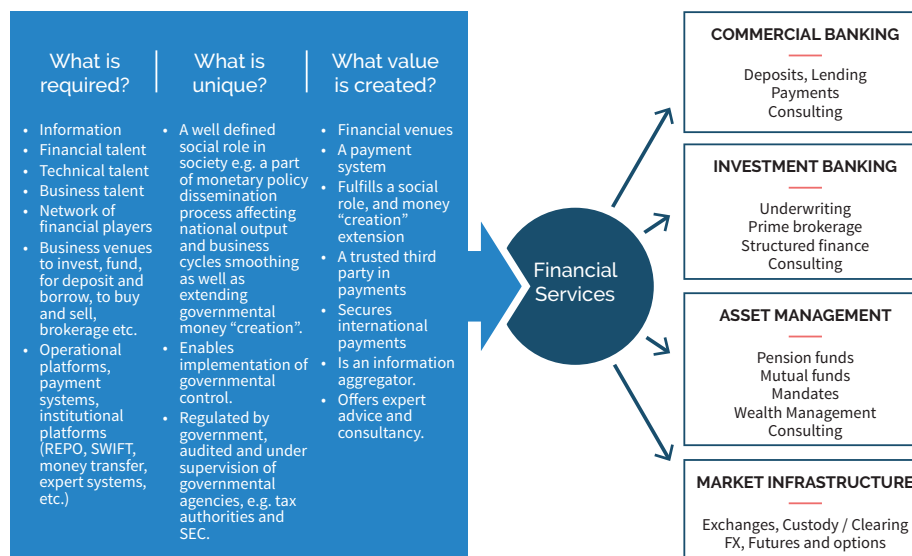 What is
required?
• Information
• Financial talent
• Technical talent
• Business talent
• Network of
financial players
• Business venues
to invest, fund,
for deposit and
borrow, to buy
and sell,
brokerage etc.
• Operational
platforms,
payment
systems,
institutional
platforms
(REPO, SWIFT,
money transfer,
expert systems,
etc.)
What is
unique?
• A well defined
social role in
society e.g. a part
of monetary policy
dissemination
process affecting
national output
and business
cycles smoothing
as well as
extending
governmental
money “creation”.
• Enables
implementation of
governmental
control.
• Regulated by
government,
audited and under
supervision of
governmental
agencies, e.g. tax
authorities and
SEC.
What value
is created?
• Financial venues
• A payment
system
• Fulfills a social
role, and money
“creation”
extension
• A trusted third
party in
payments
• Secures
international
payments
• Is an information
aggregator.
• Offers expert
advice and
consultancy.
Financial
Services
COMMERCIAL BANKING
Deposits, Lending
Payments
Consulting
INVESTMENT BANKING
Underwriting
Prime brokerage
Structured finance
Consulting
ASSET MANAGEMENT
Pension funds
Mutual funds
Mandates
Wealth Management
Consulting
MARKET INFRASTRUCTURE
Exchanges, Custody / Clearing
FX, Futures and options